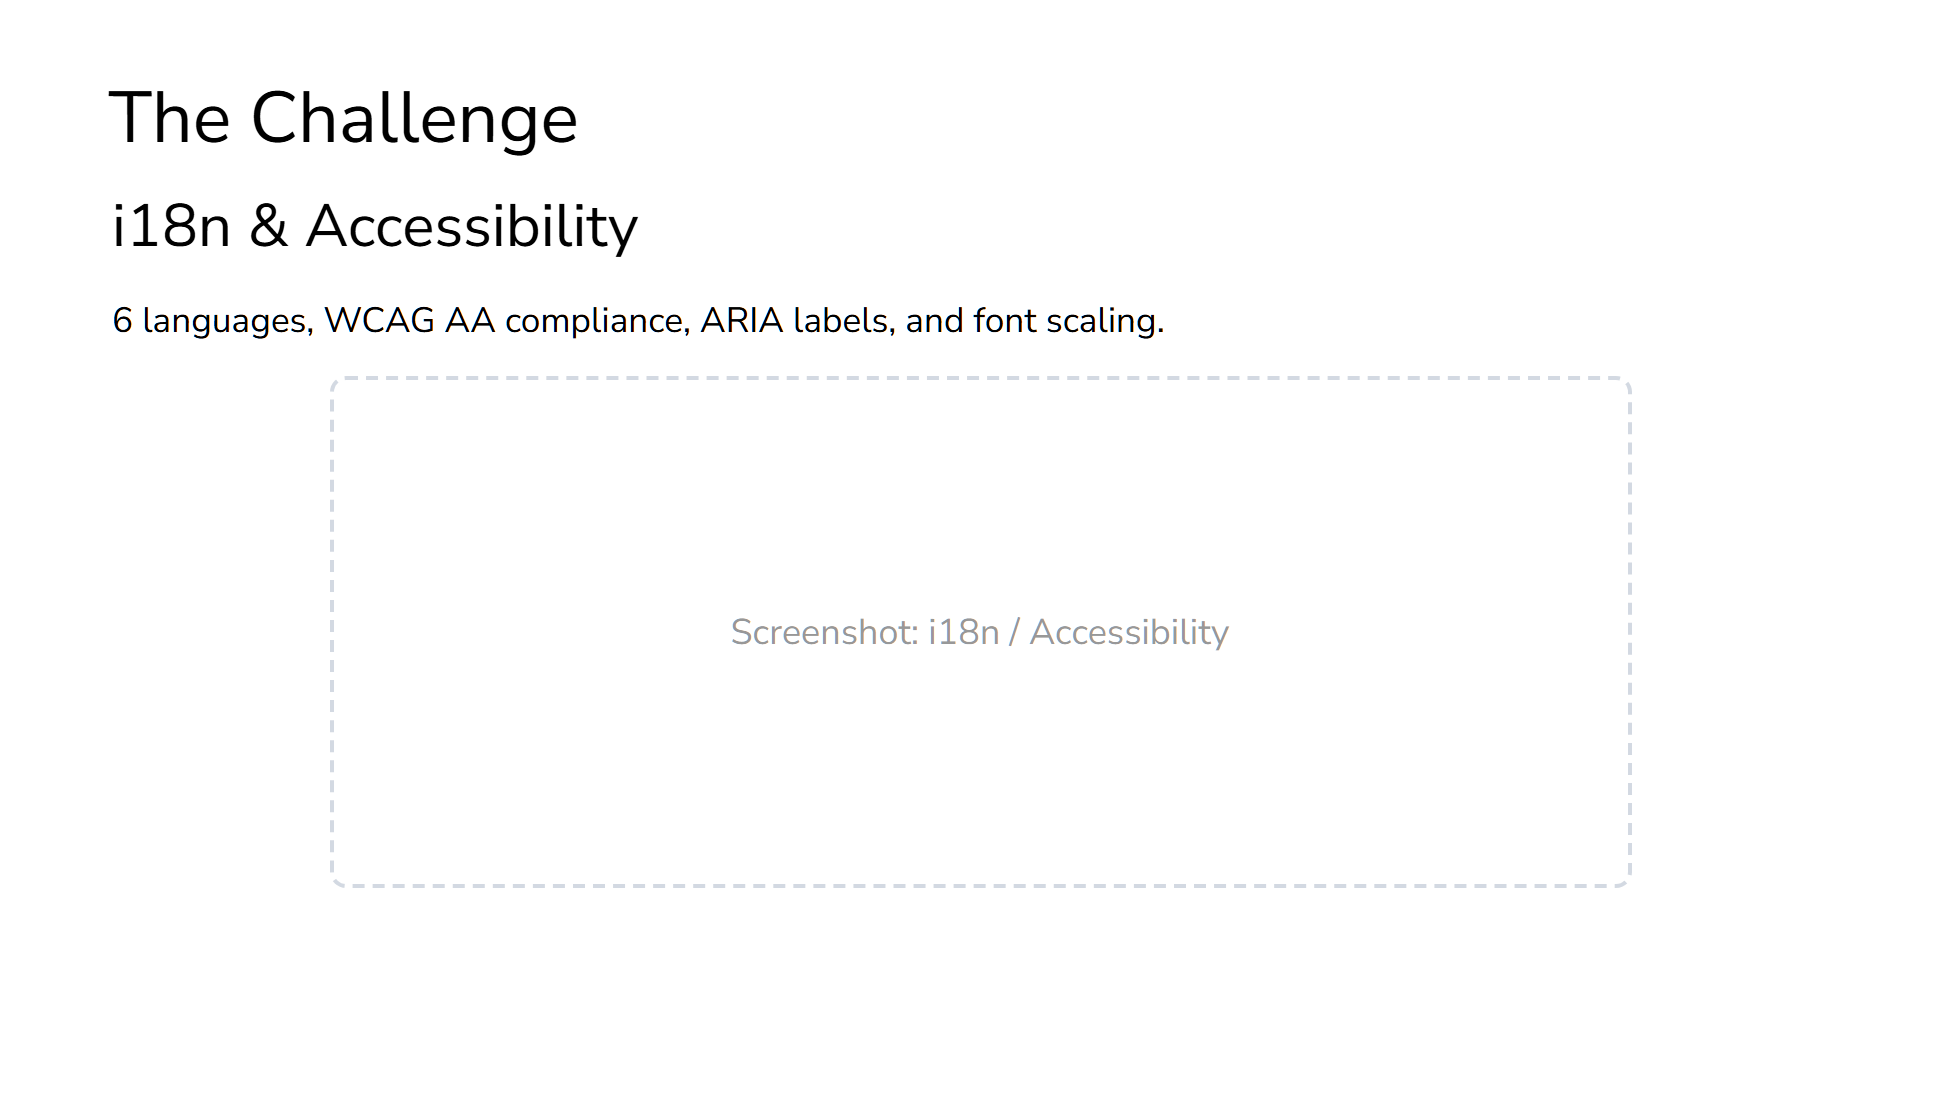 The Challenge
i18n & Accessibility
6 languages, WCAG AA compliance, ARIA labels, and font scaling.
Screenshot: i18n / Accessibility